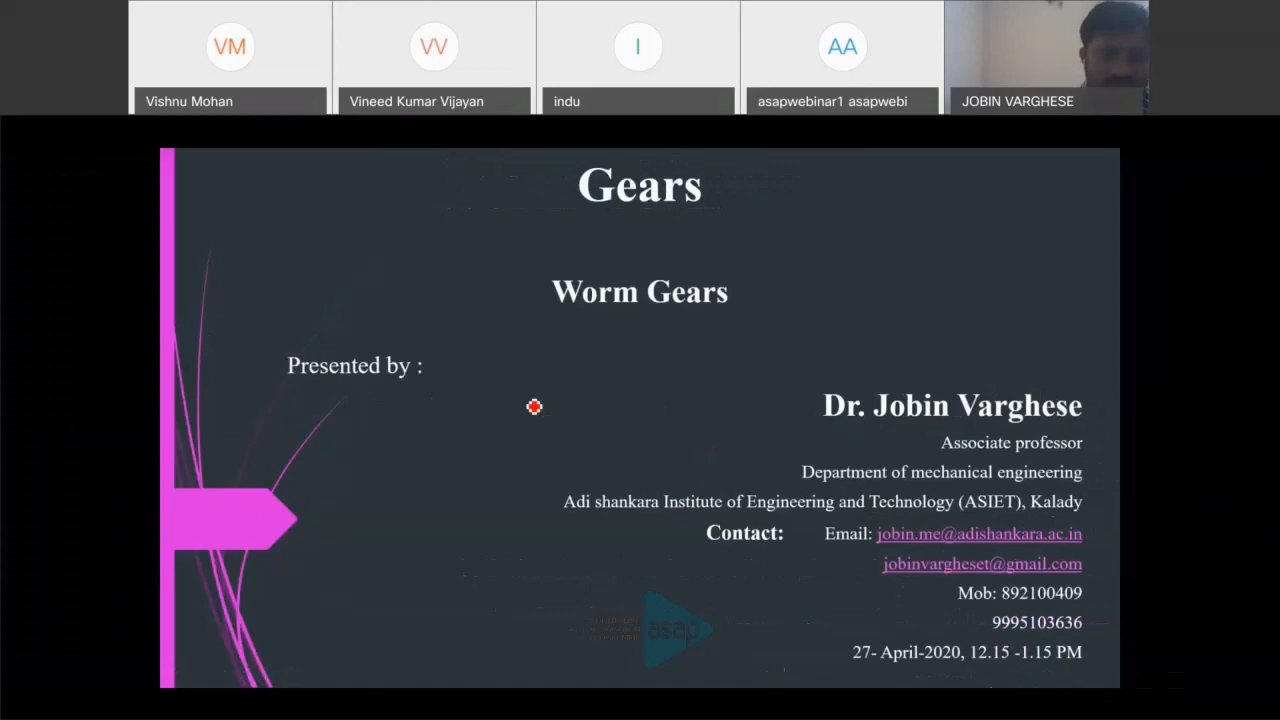 VM
VV
I
AA
Vishnu Mohan
Vineed Kumar Vijayan
indu
asapwebinar1 asapwebi
JOBIN VARGHESE
Gears
Worm Gears
Presented by :
Dr. Jobin Varghese
Associate professor
Department of mechanical engineering
Adi shankara Institute of Engineering and Technology (ASIET), Kalady
Contact: Email: jobin.me@adishankara.ac.in
jobinvargheset@gmail.com
Mob: 892100409
9995103636
asap
27- April-2020, 12.15 -1.15 PM